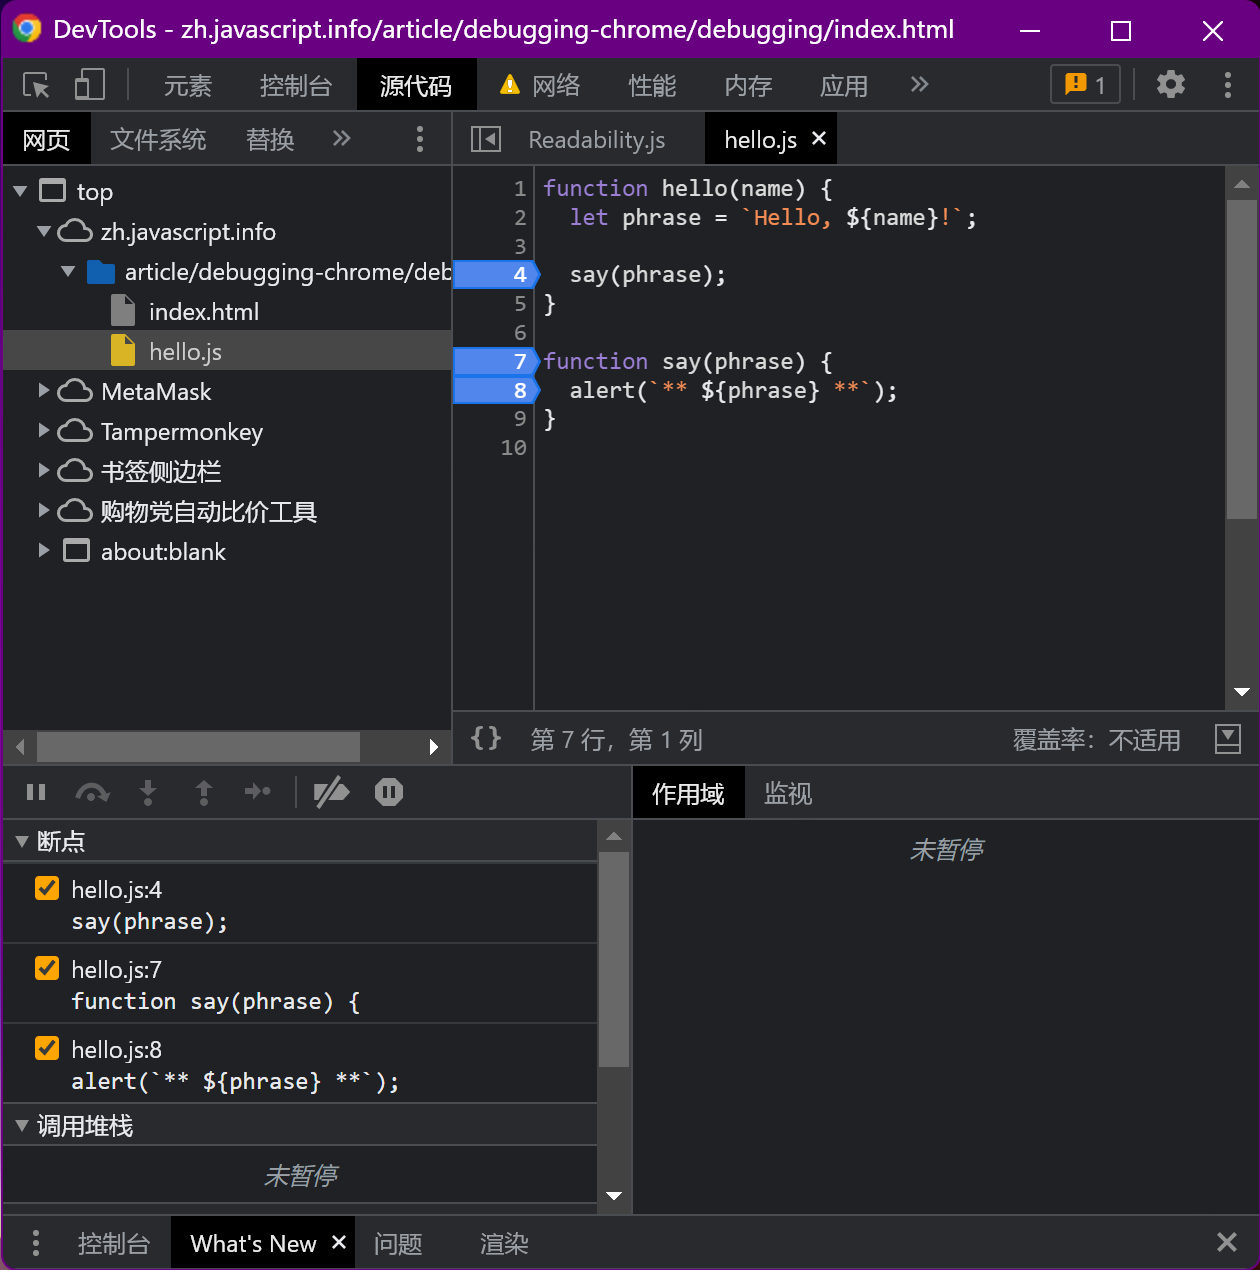 DevTools - zh.javascript.info/article/debugging-chrome/debugging/index.html
元素 控制台 源代码 网络 性能 内存 应用 » 1
网页 文件系统 替换 »
Readability.js hello.js ×
top
zh.javascript.info
article/debugging-chrome/deb
index.html
hello.js
MetaMask
Tampermonkey
书签侧边栏
购物党自动比价工具
about:blank
1 function hello(name) {
2 let phrase = `Hello, ${name}!`;
3
4 say(phrase);
5 }
6
7 function say(phrase) {
8 alert(`** ${phrase} **`);
9 }
10
{} 第 7 行，第 1 列 覆盖率：不适用
作用域 监视
未暂停
断点
hello.js:4
say(phrase);
hello.js:7
function say(phrase) {
hello.js:8
alert(`** ${phrase} **`);
调用堆栈
未暂停
控制台 What's New × 问题 渲染